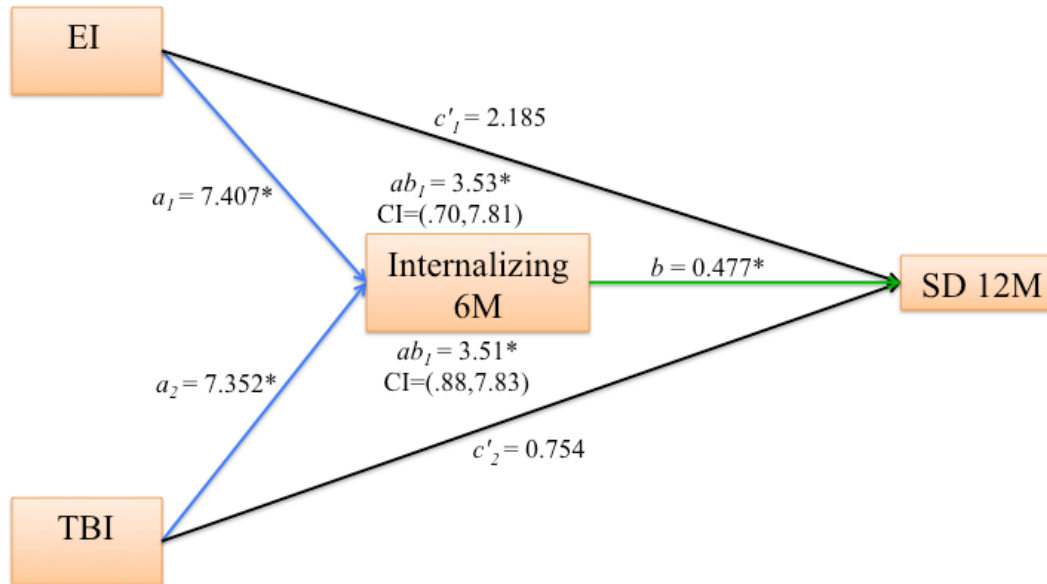 EI
c'1 = 2.185
ab1 = 3.53*
CI=(.70,7.81)
a1 = 7.407*
Internalizing
6M
b = 0.477*
SD 12M
ab1 = 3.51*
CI=(.88,7.83)
a2 = 7.352*
c'2 = 0.754
TBI